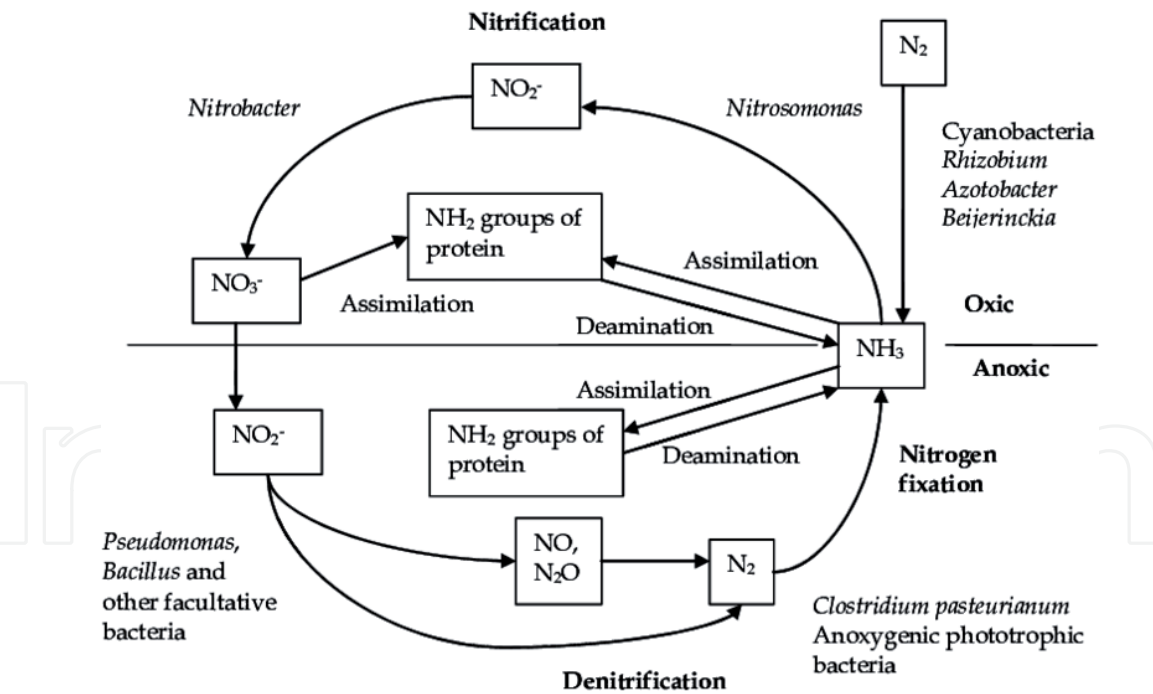 Nitrification
N₂
NO₂⁻
Nitrobacter
Nitrosomonas
Cyanobacteria
Rhizobium
Azotobacter
Beijerinckia
NH₂ groups of
protein
Assimilation
NO₃⁻
Assimilation
Oxic
Deamination
NH₃
Anoxic
Assimilation
NO₂⁻
NH₂ groups of
protein
Deamination
Nitrogen
fixation
Pseudomonas,
Bacillus and
other facultative
bacteria
NO,
N₂O
N₂
Clostridium pasteurianum
Anoxygenic phototrophic
bacteria
Denitrification